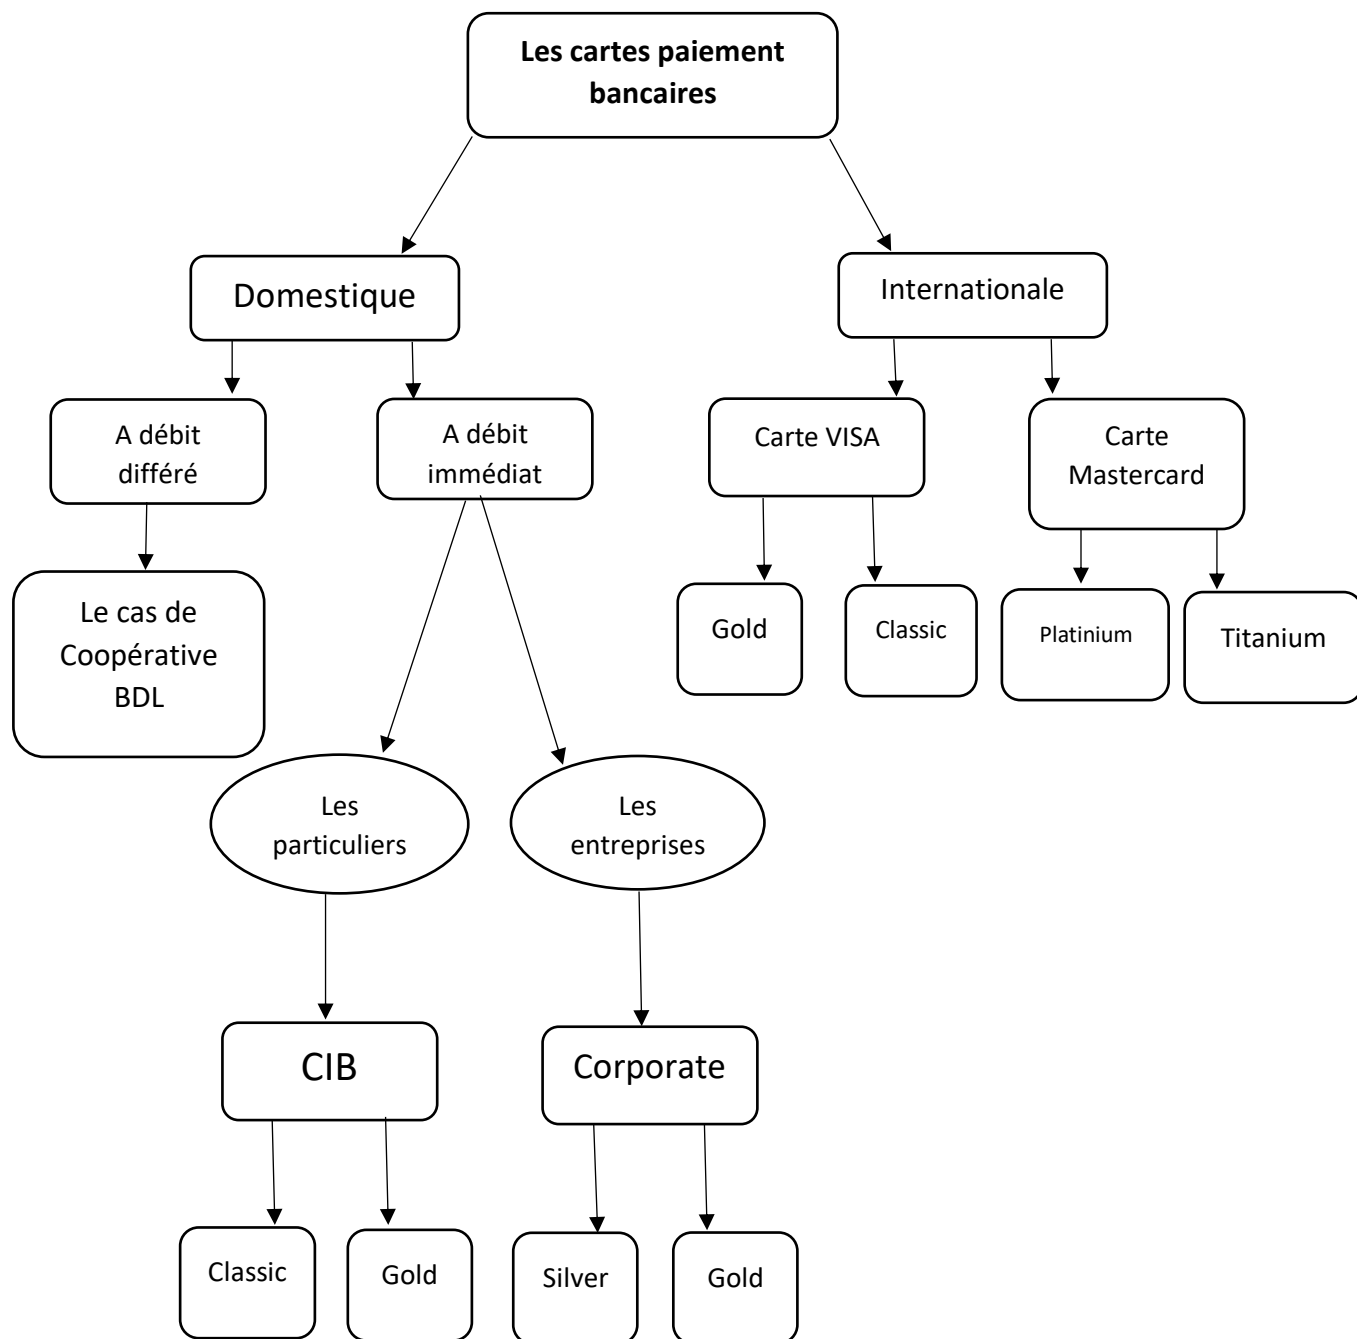 Les cartes paiement
bancaires
Domestique
Internationale
A débit
différé
A débit
immédiat
Carte VISA
Carte
Mastercard
Le cas de
Coopérative
BDL
Gold
Classic
Platinium
Titanium
Les
particuliers
Les
entreprises
CIB
Corporate
Classic
Gold
Silver
Gold